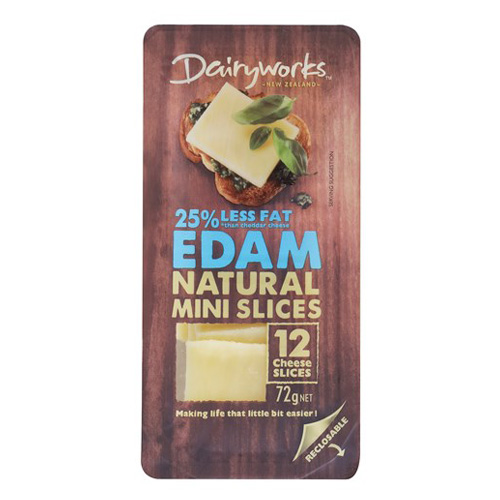 Dairyworks™
NEW ZEALAND
SERVING SUGGESTION
25% LESS FAT
*than cheddar cheese
EDAM
NATURAL
MINI SLICES
12
Cheese
SLICES
72g NET
Making life that little bit easier!
RECLOSABLE